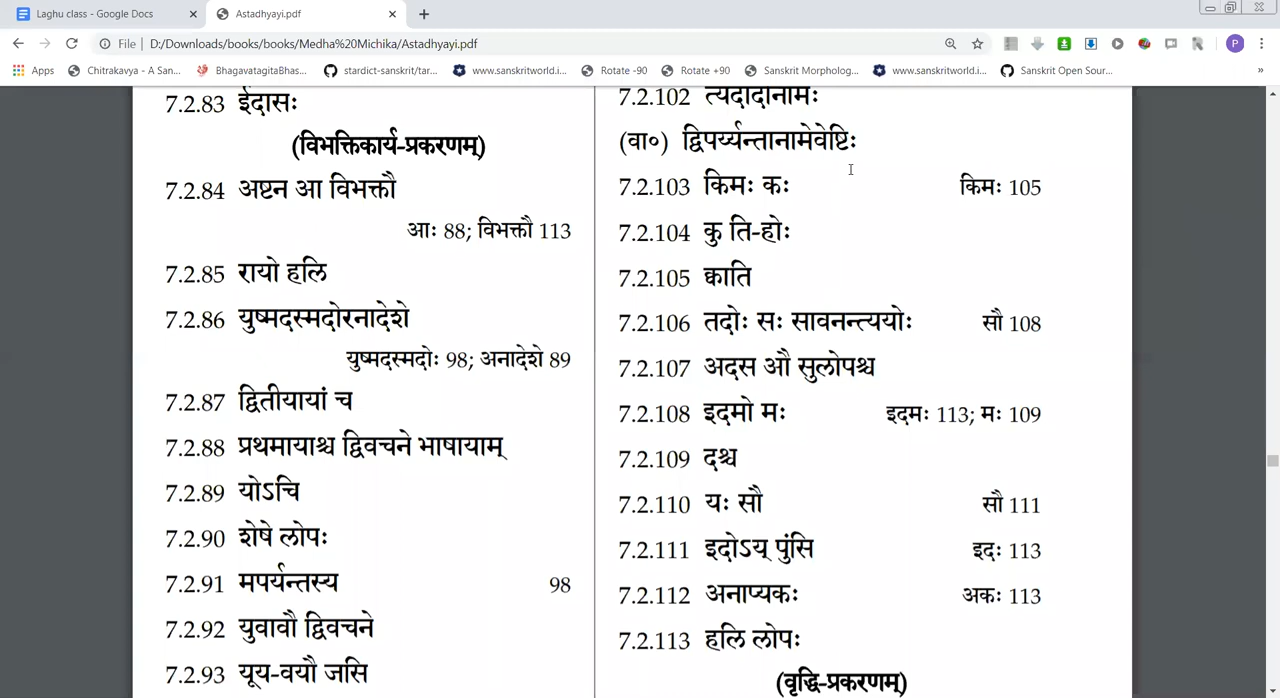 Laghu class - Google Docs
Astadhyayi.pdf
File | D:/Downloads/books/books/Medha%20Michika/Astadhyayi.pdf
Apps
Chitrakavya - A San...
BhagavatagitaBhas...
stardict-sanskrit/tar...
www.sanskritworld.i...
Rotate -90
Rotate +90
Sanskrit Morpholog...
www.sanskritworld.i...
Sanskrit Open Sour...
»
P
7.2.83 ईदासः
(विभक्तिकार्य-प्रकरणम्)
7.2.84 अष्टन आ विभक्तौ
आः 88; विभक्तौ 113
7.2.85 रायो हलि
7.2.86 युष्मदस्मदोरनादेशे
युष्मदस्मदोः 98; अनादेशे 89
7.2.87 द्वितीयायां च
7.2.88 प्रथमायाश्च द्विवचने भाषायाम्
7.2.89 योऽचि
7.2.90 शेषे लोपः
7.2.91 मपर्यन्तस्य 98
7.2.92 युवावौ द्विवचने
7.2.93 यूय-वयौ जसि
7.2.102 त्यदादीनामः
(वा०) द्विपर्य्यन्तानामेवेष्टिः
7.2.103 किमः कः किमः 105
7.2.104 कु ति-होः
7.2.105 क्वाति
7.2.106 तदोः सः सावनन्त्ययोः सौ 108
7.2.107 अदस औ सुलोपश्च
7.2.108 इदमो मः इदमः 113; मः 109
7.2.109 दश्च
7.2.110 यः सौ सौ 111
7.2.111 इदोऽय् पुंसि इदः 113
7.2.112 अनाप्यकः अकः 113
7.2.113 हलि लोपः
(वृद्धि-प्रकरणम्)